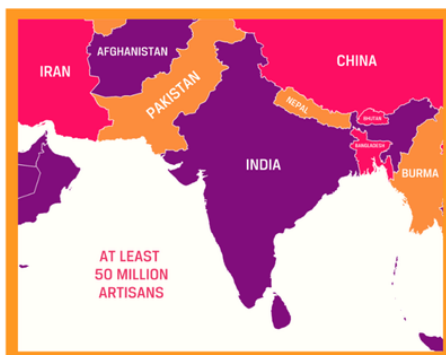 AFGHANISTAN
IRAN
CHINA
PAKISTAN
NEPAL
BHUTAN
BANGLADESH
INDIA
BURMA
AT LEAST
50 MILLION
ARTISANS